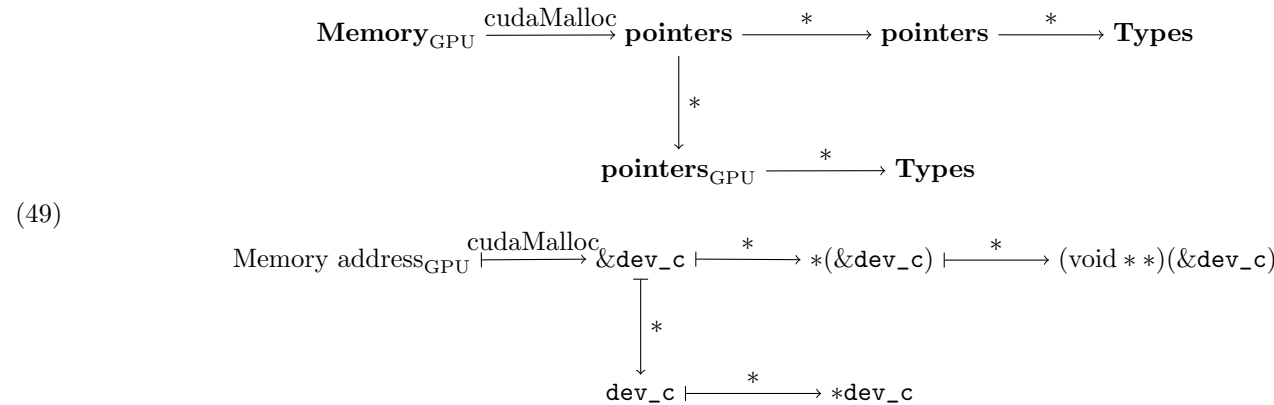 cudaMalloc * *
Memory_GPU pointers pointers Types
*
*
pointers_GPU Types
(49)
cudaMalloc * *
Memory address_GPU &dev_c *(&dev_c) (void * *)(&dev_c)
*
*
dev_c *dev_c